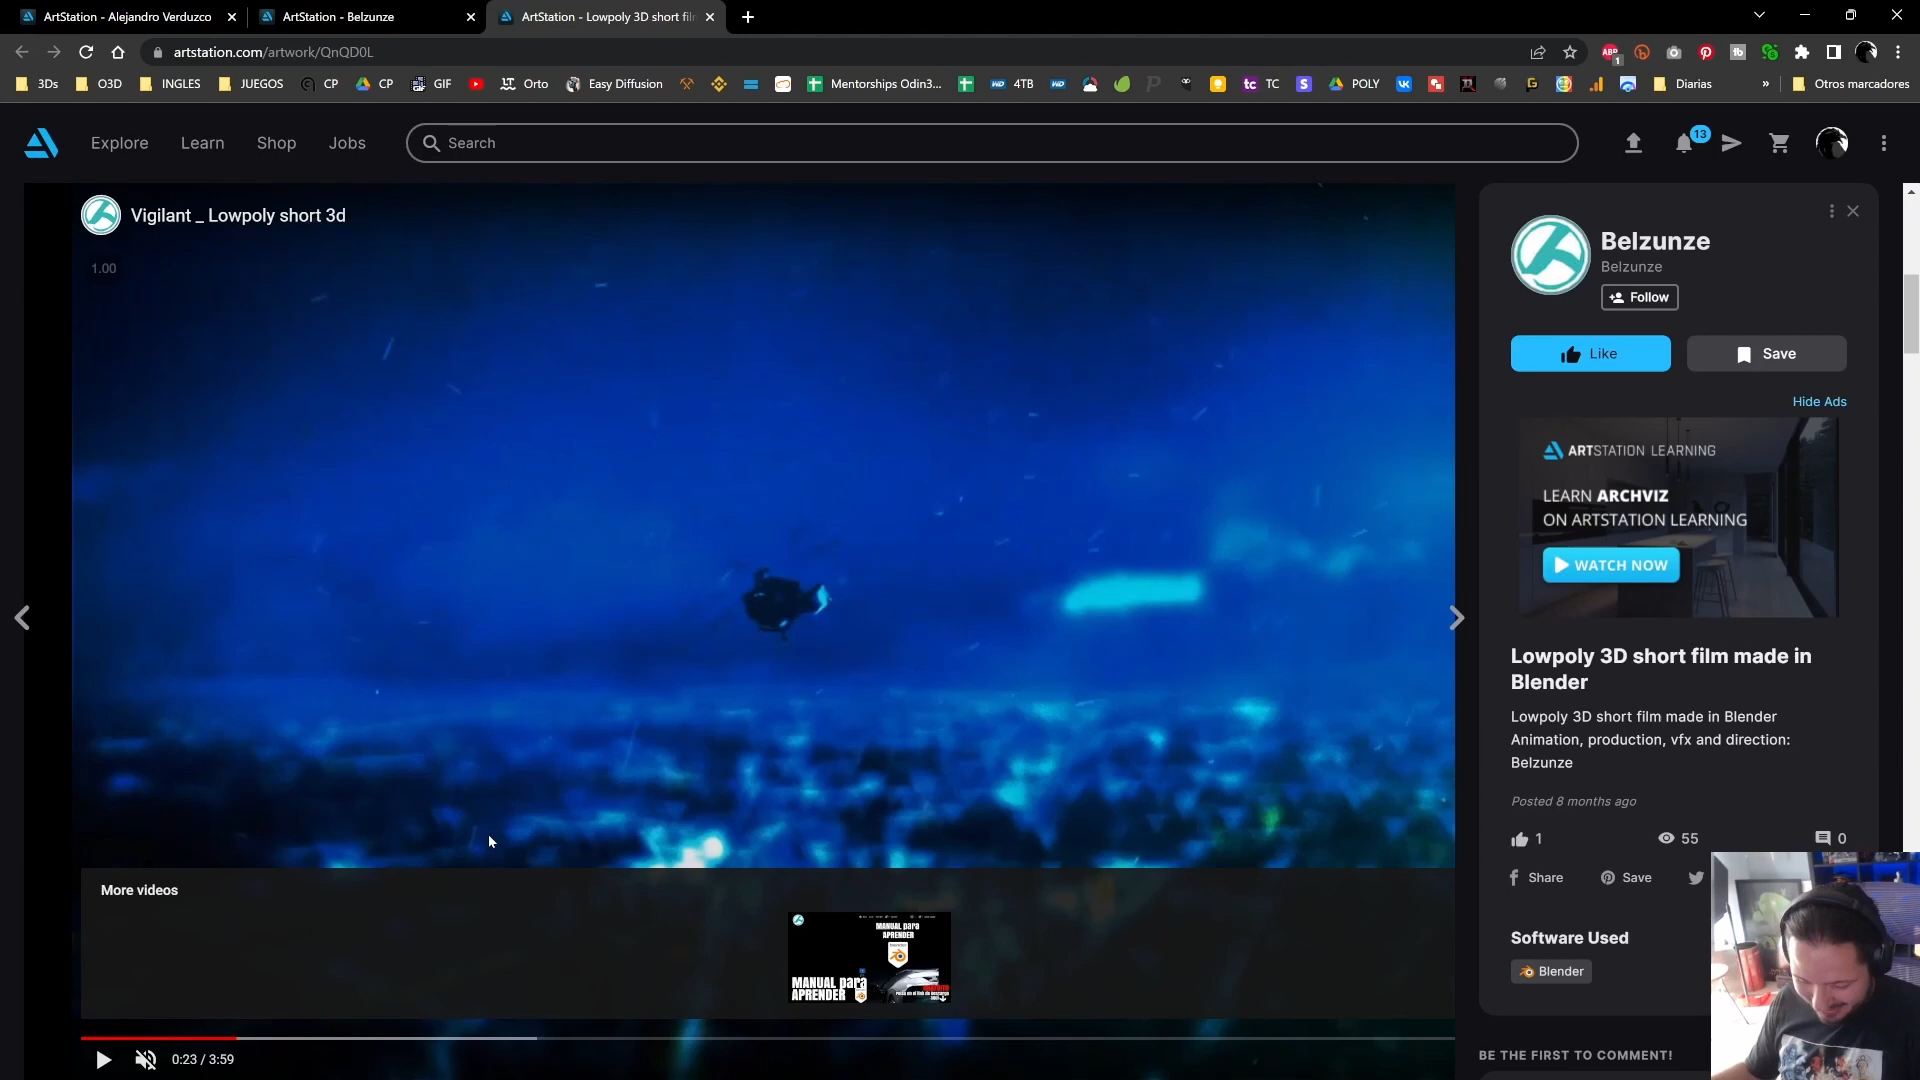 ArtStation - Alejandro Verduzco
ArtStation - Belzunze
ArtStation - Lowpoly 3D short fil
artstation.com/artwork/QnQD0L
ABP
1
3Ds
O3D
INGLES
JUEGOS
CP
CP
GIF
Orto
Easy Diffusion
Mentorships Odin3...
4TB
TC
POLY
Diarias
Otros marcadores
Explore
Learn
Shop
Jobs
Search
13
Vigilant _ Lowpoly short 3d
1.00
Belzunze
Belzunze
Follow
Like
Save
Hide Ads
ARTSTATION LEARNING
LEARN ARCHVIZ
ON ARTSTATION LEARNING
WATCH NOW
Lowpoly 3D short film made in
Blender
Lowpoly 3D short film made in Blender
Animation, production, vfx and direction:
Belzunze
Posted 8 months ago
1
55
0
Share
Save
Software Used
Blender
BE THE FIRST TO COMMENT!
More videos
MANUAL para
APRENDER
MANUAL para
APRENDER
0:23 / 3:59